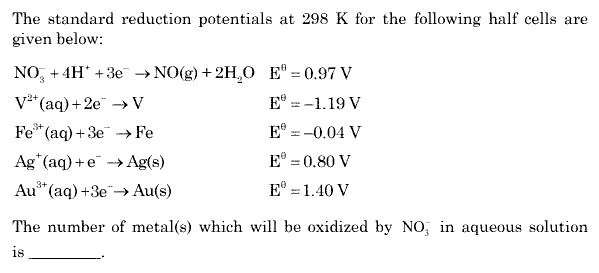 The standard reduction potentials at 298 K for the following half cells are
given below:
NO₃⁻ + 4H⁺ + 3e⁻ → NO(g) + 2H₂O E^θ = 0.97 V
V²⁺(aq) + 2e⁻ → V E^θ = −1.19 V
Fe³⁺(aq) + 3e⁻ → Fe E^θ = −0.04 V
Ag⁺(aq) + e⁻ → Ag(s) E^θ = 0.80 V
Au³⁺(aq) +3e⁻→ Au(s) E^θ = 1.40 V
The number of metal(s) which will be oxidized by NO₃⁻ in aqueous solution
is _________.